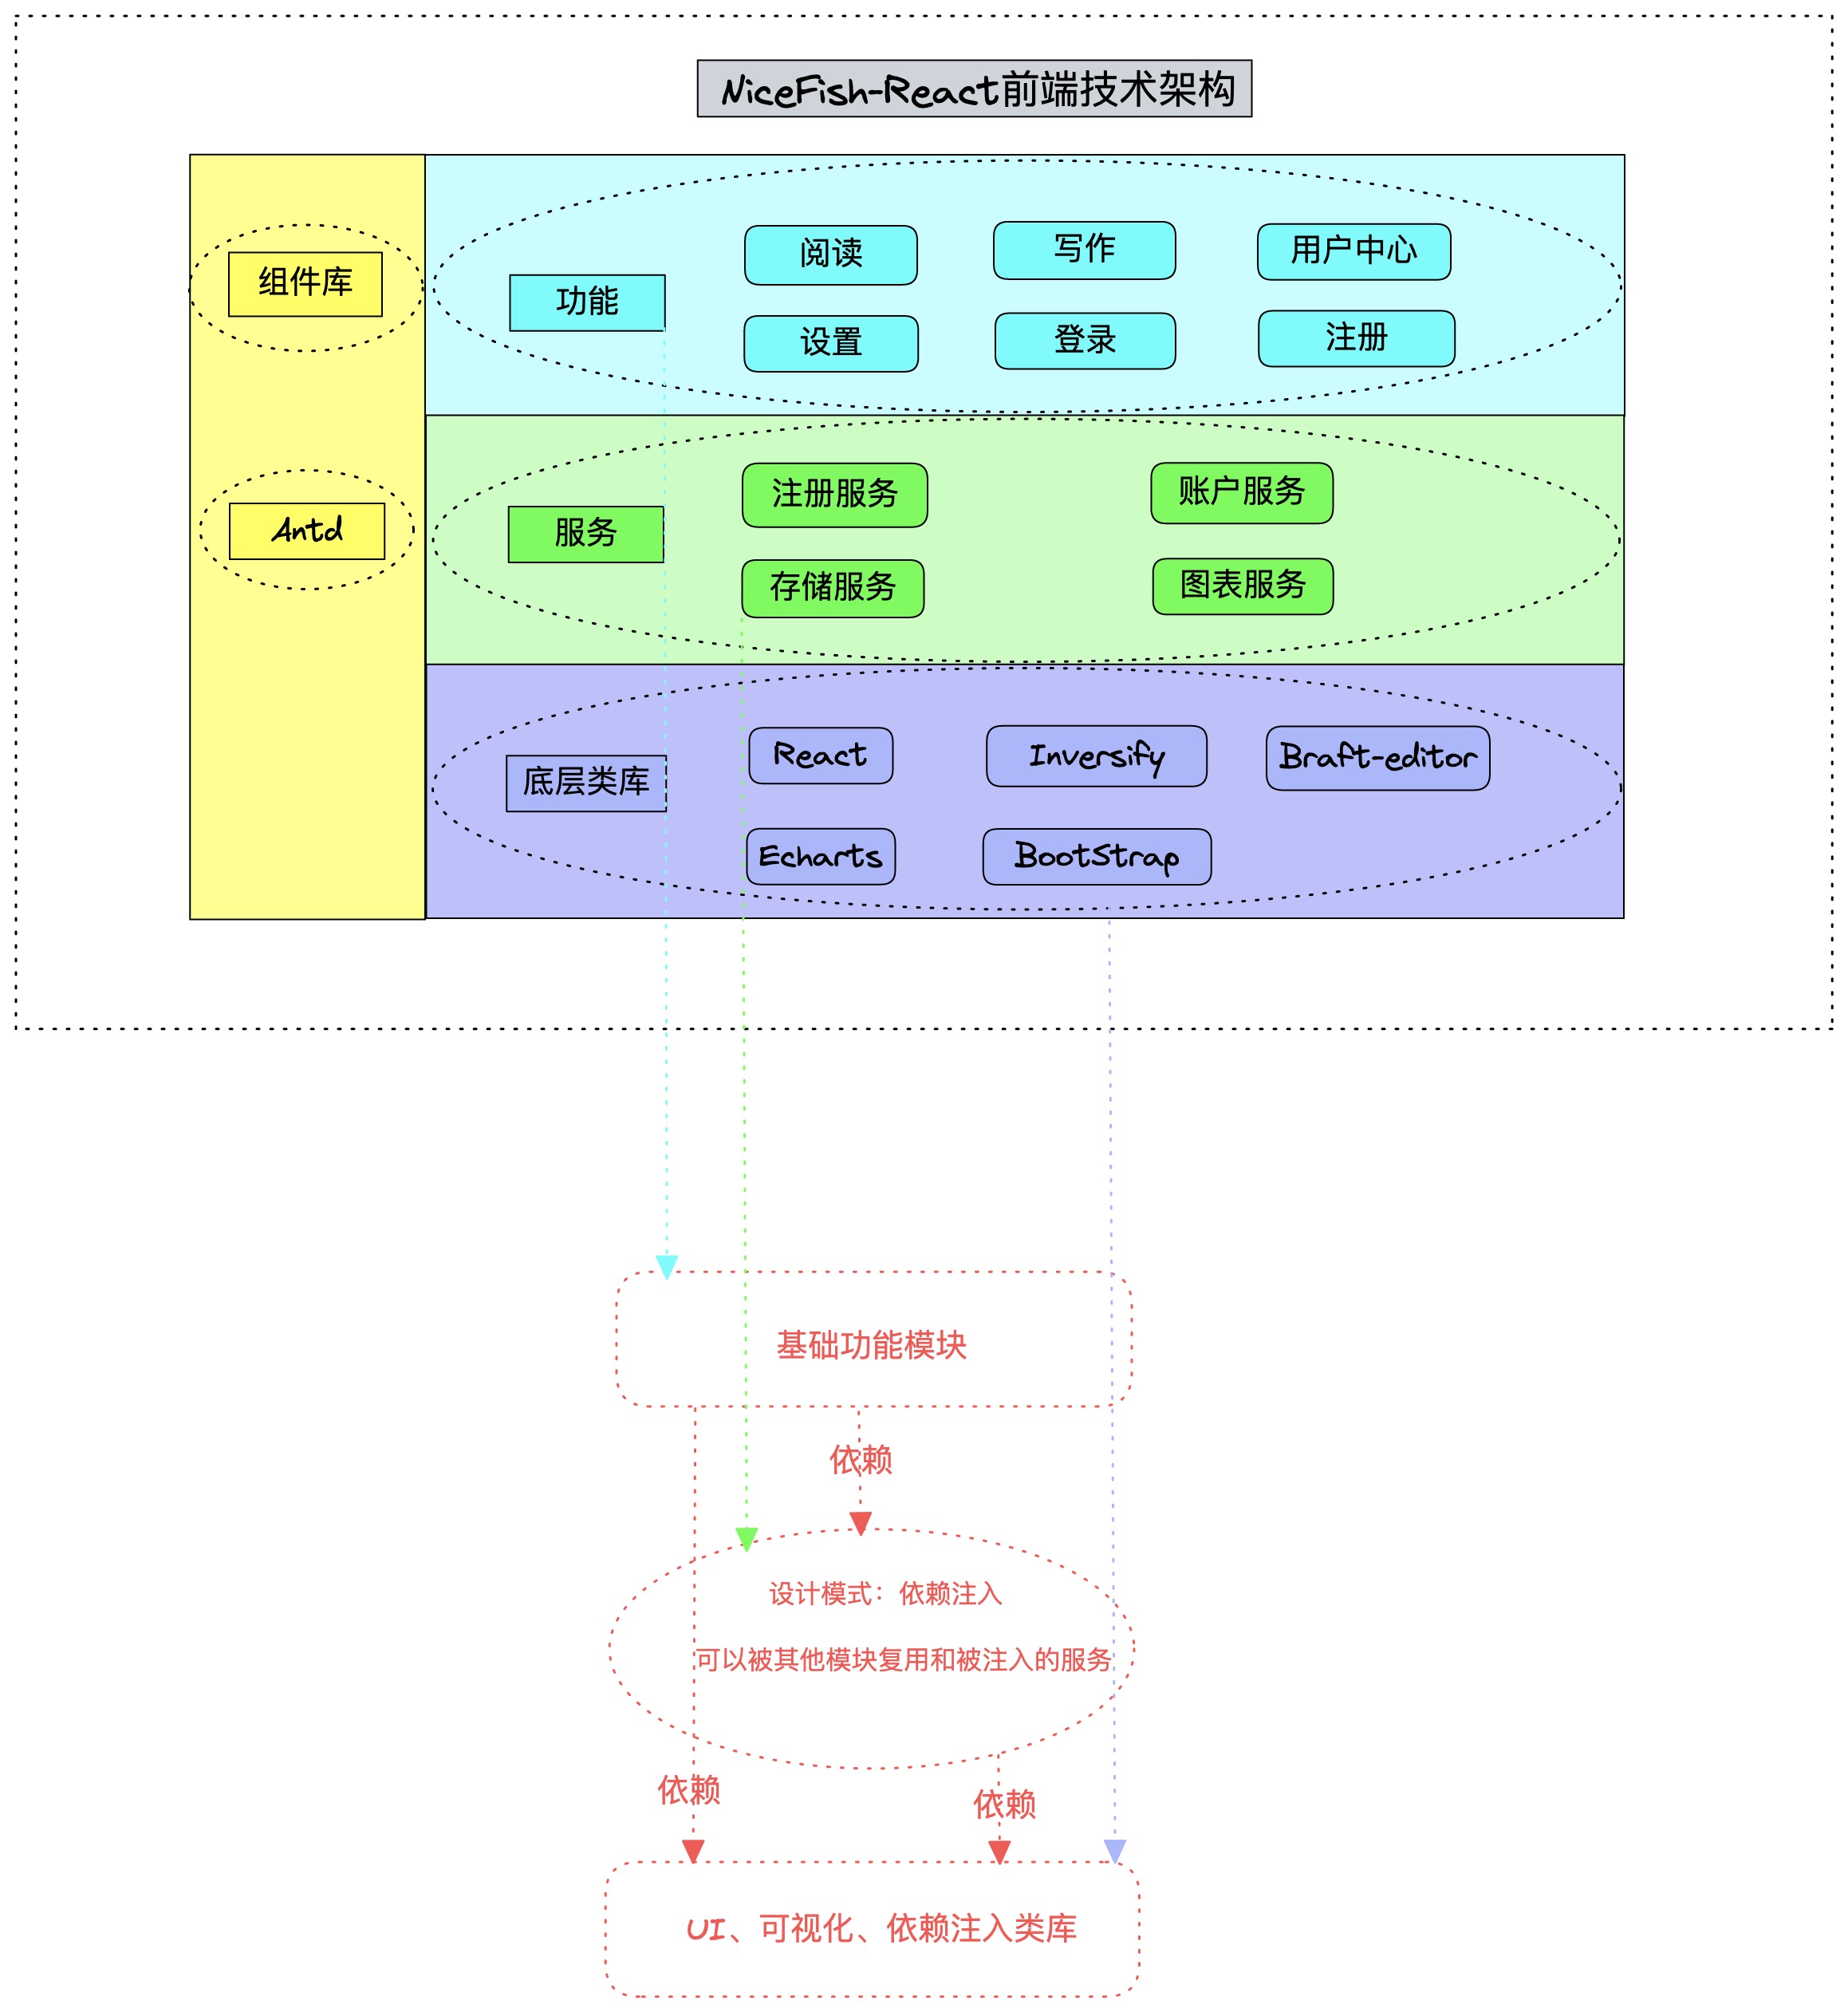 NiceFish-React前端技术架构
组件库
Antd
功能
阅读
写作
用户中心
设置
登录
注册
服务
注册服务
账户服务
存储服务
图表服务
底层类库
React
Inversify
Braft-editor
Echarts
BootStrap
基础功能模块
依赖
设计模式：依赖注入
可以被其他模块复用和被注入的服务
依赖
依赖
UI、可视化、依赖注入类库